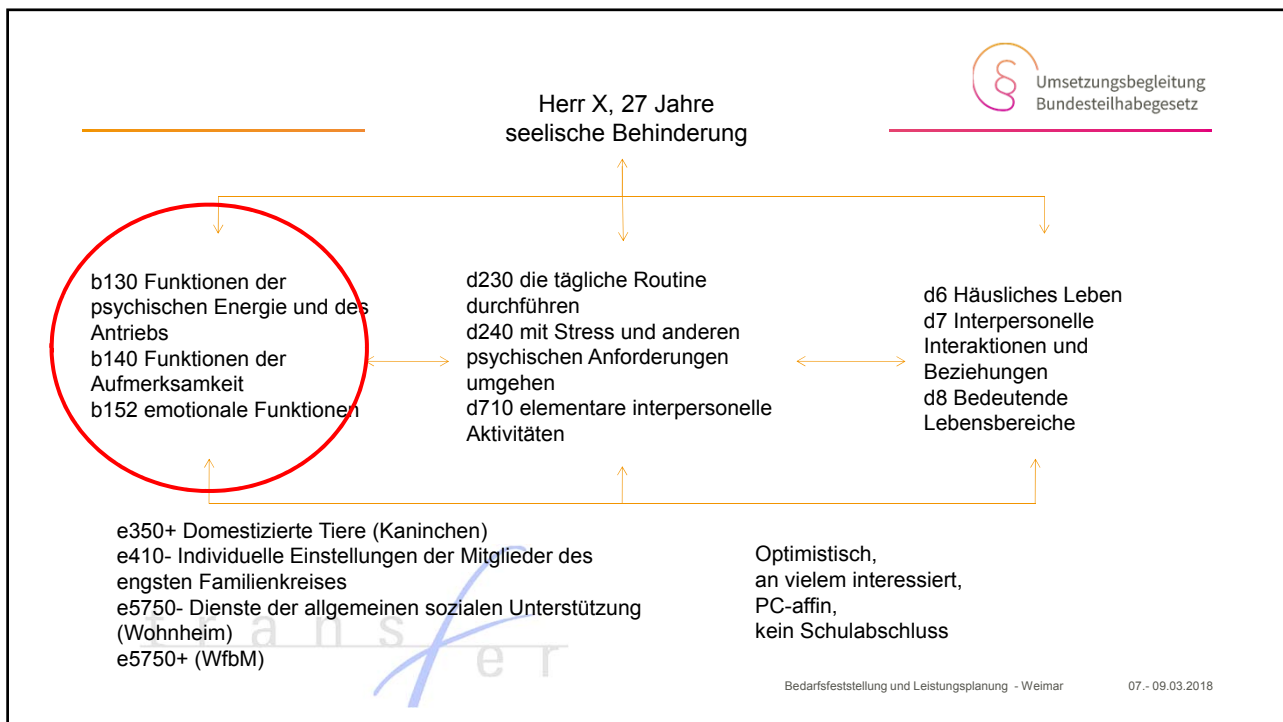 Umsetzungsbegleitung
Bundesteilhabegesetz
Herr X, 27 Jahre
seelische Behinderung
b130 Funktionen der
psychischen Energie und des
Antriebs
b140 Funktionen der
Aufmerksamkeit
b152 emotionale Funktionen
d230 die tägliche Routine
durchführen
d240 mit Stress und anderen
psychischen Anforderungen
umgehen
d710 elementare interpersonelle
Aktivitäten
d6 Häusliches Leben
d7 Interpersonelle
Interaktionen und
Beziehungen
d8 Bedeutende
Lebensbereiche
e350+ Domestizierte Tiere (Kaninchen)
e410- Individuelle Einstellungen der Mitglieder des
engsten Familienkreises
e5750- Dienste der allgemeinen sozialen Unterstützung
(Wohnheim)
e5750+ (WfbM)
transfer
Optimistisch,
an vielem interessiert,
PC-affin,
kein Schulabschluss
Bedarfsfeststellung und Leistungsplanung - Weimar 07.- 09.03.2018